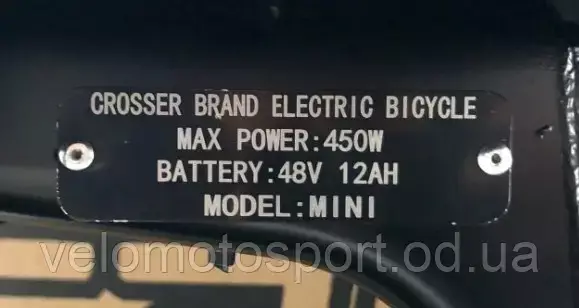 CROSSER BRAND ELECTRIC BICYCLE
MAX POWER:450W
BATTERY:48V 12AH
MODEL:MINI
velomotosport.od.ua